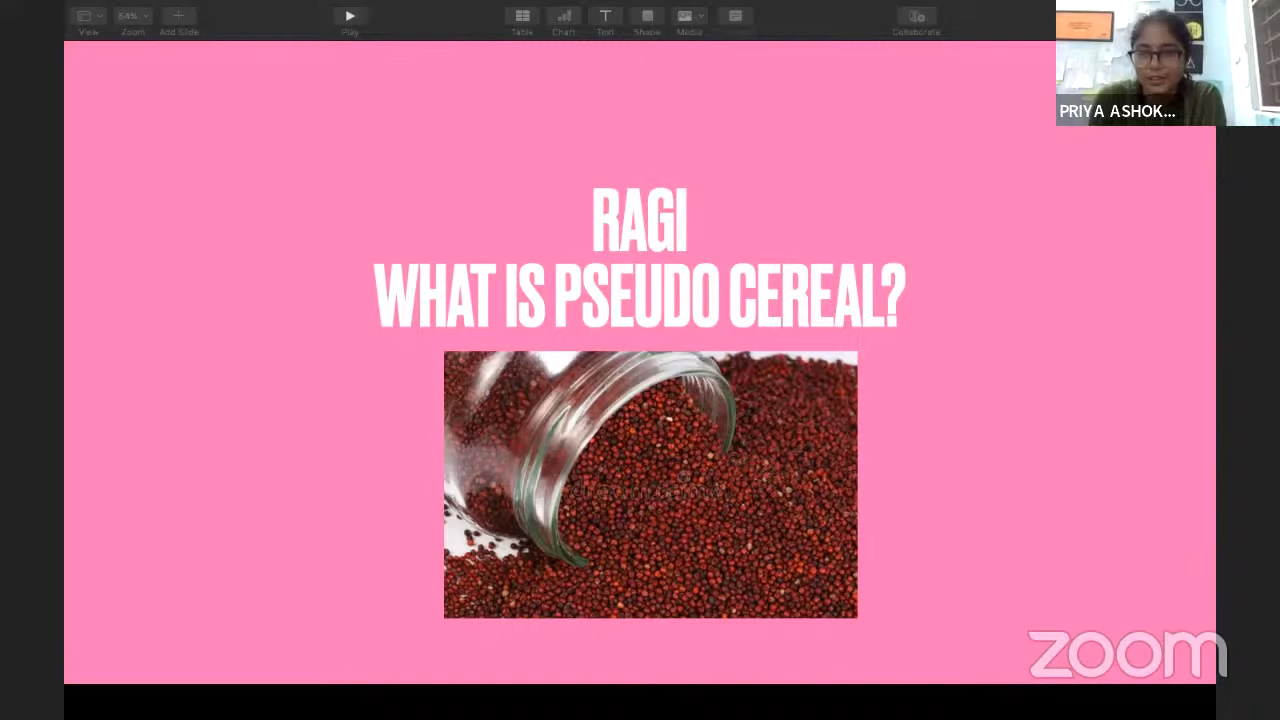 View
54%
Zoom
Add Slide
Play
Table
Chart
Text
Shape
Media
Collaborate
PRIYA ASHOK...
RAGI
WHAT IS PSEUDO CEREAL?
zoom